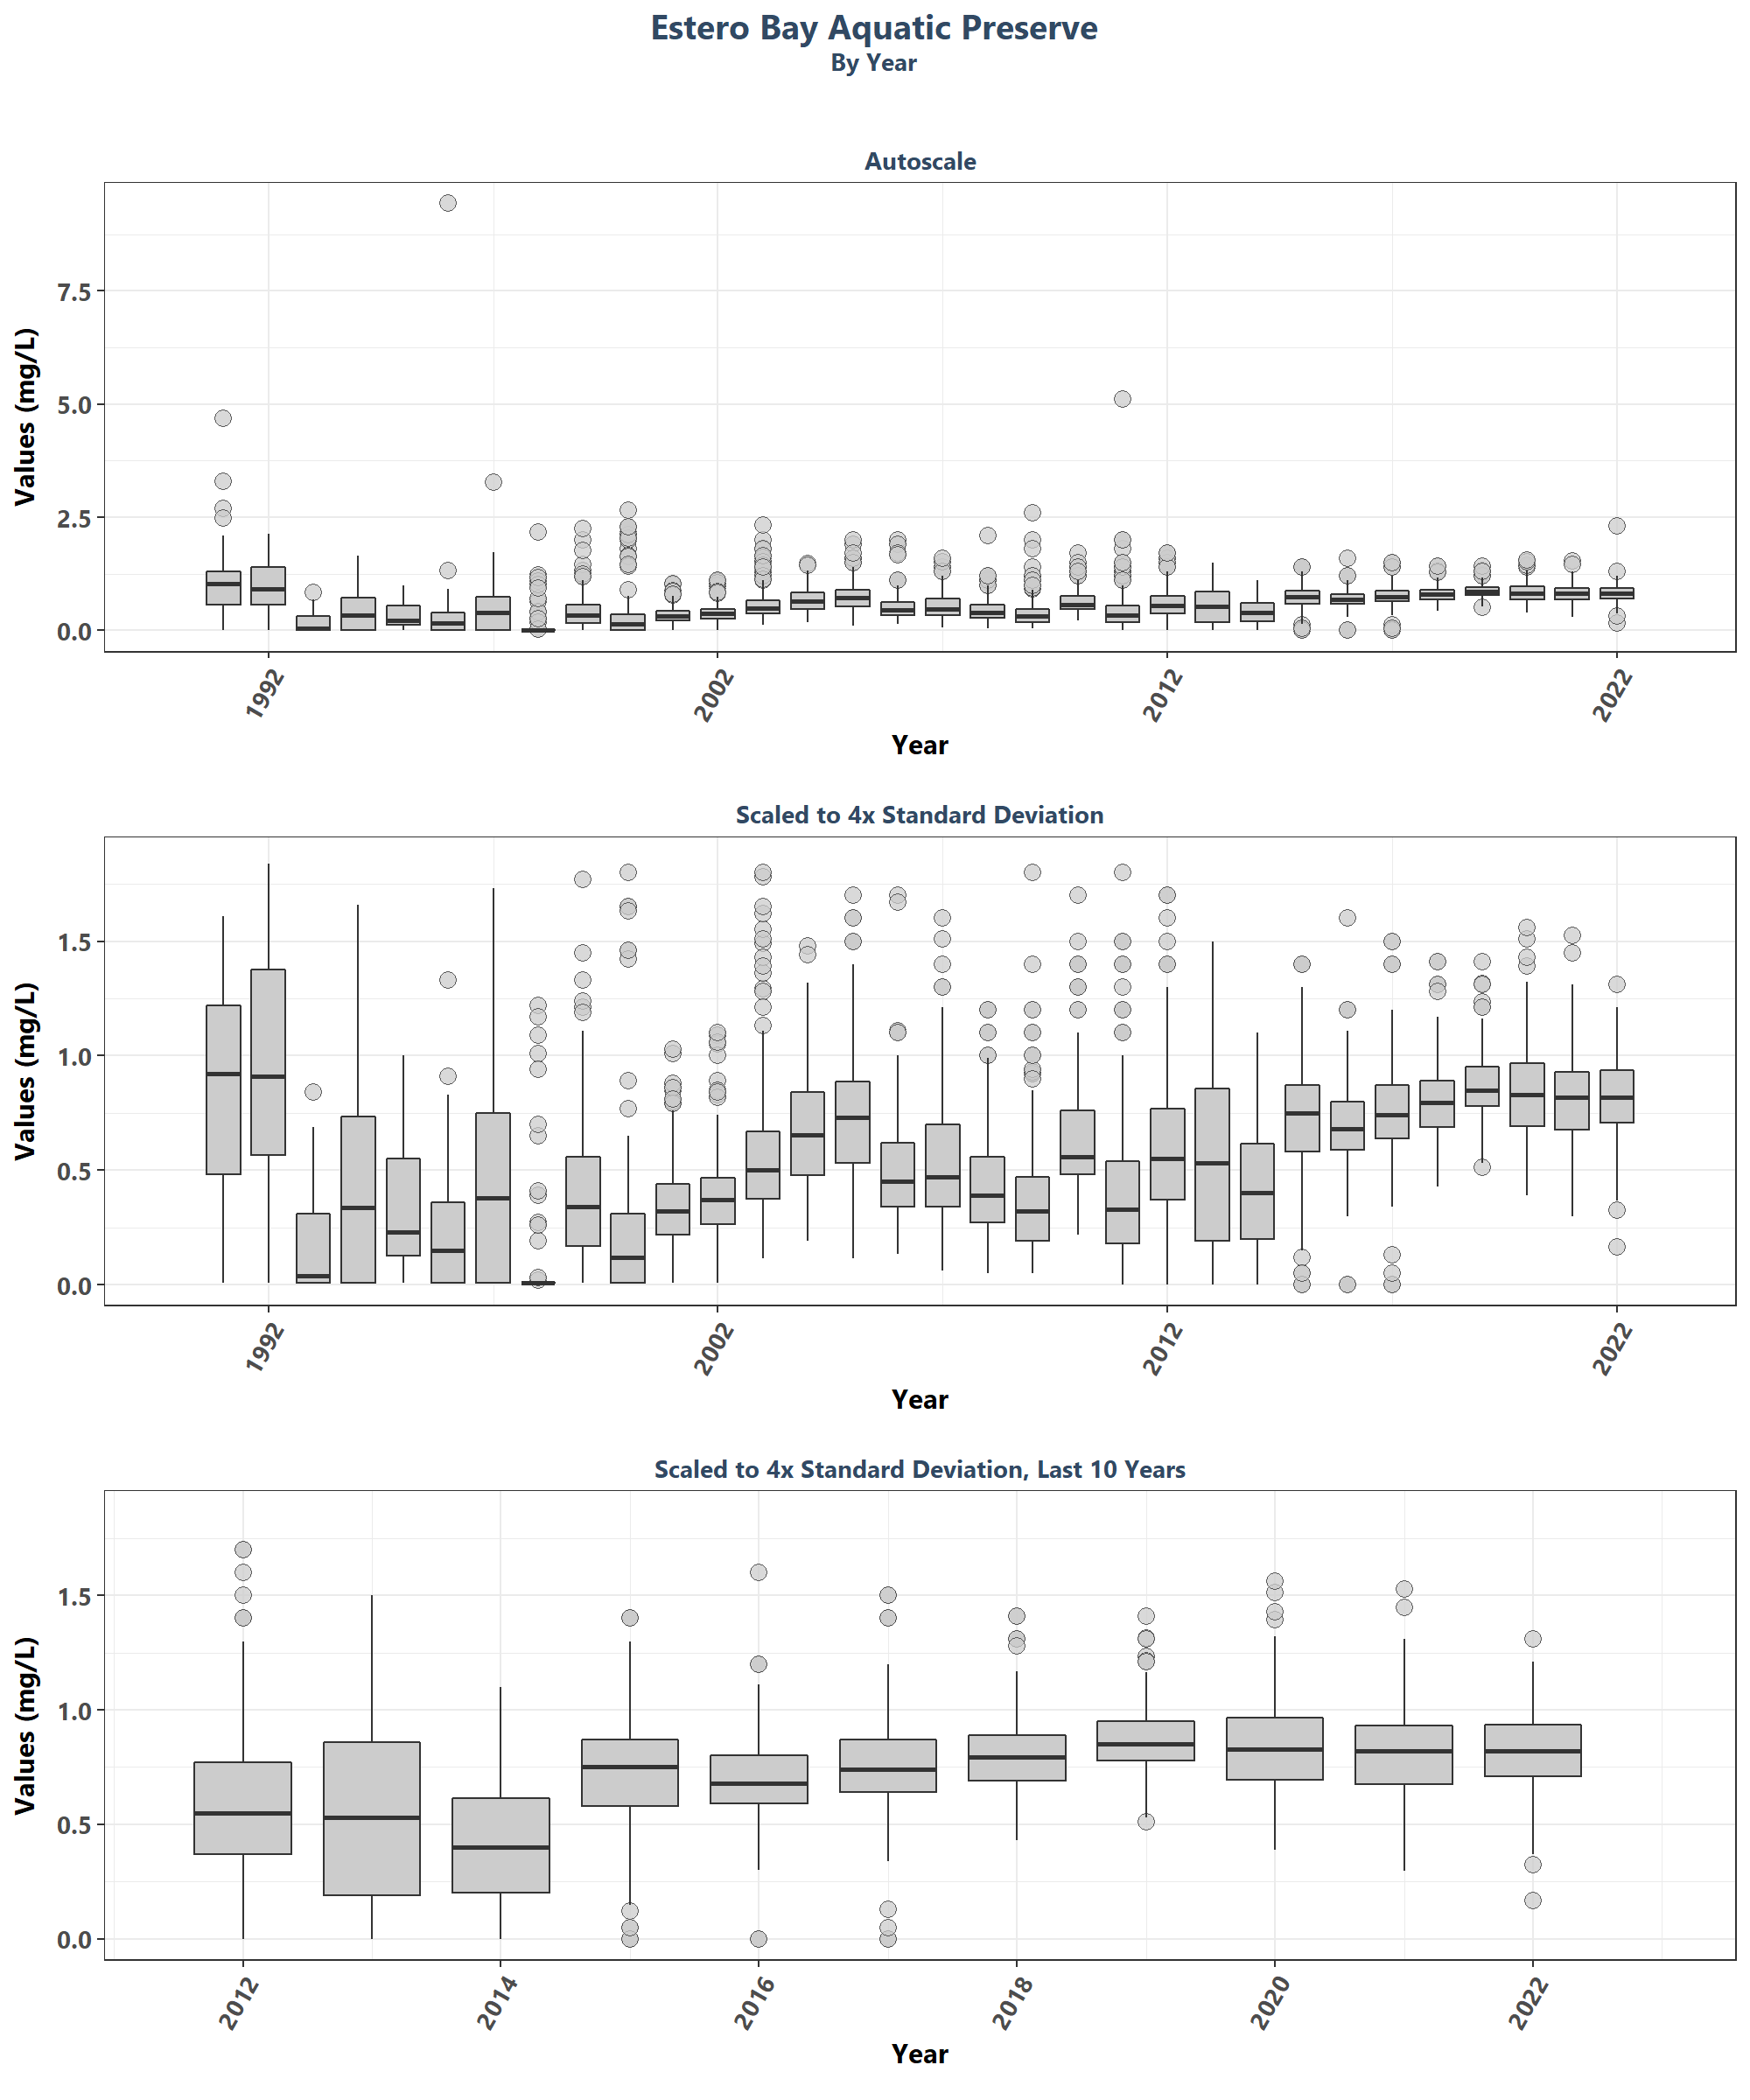 Estero Bay Aquatic Preserve
By Year
Autoscale
Values (mg/L)
7.5
5.0
2.5
0.0
1992 2002 2012 2022
Year
Scaled to 4x Standard Deviation
Values (mg/L)
1.5
1.0
0.5
0.0
1992 2002 2012 2022
Year
Scaled to 4x Standard Deviation, Last 10 Years
Values (mg/L)
1.5
1.0
0.5
0.0
2012 2014 2016 2018 2020 2022
Year